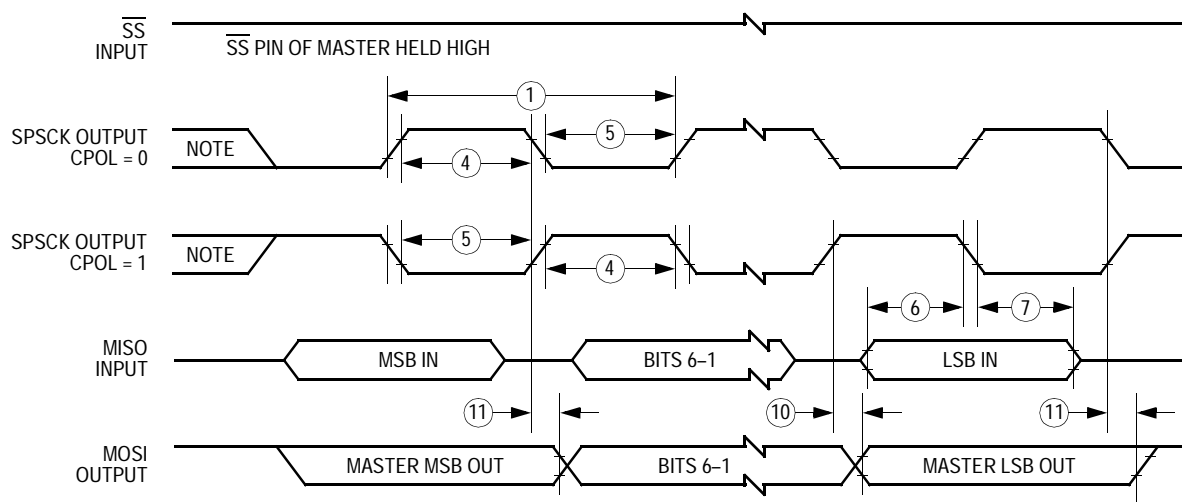 SS
INPUT
SS PIN OF MASTER HELD HIGH
1
SPSCK OUTPUT
CPOL = 0
NOTE
5
4
SPSCK OUTPUT
CPOL = 1
NOTE
5
4
6
7
MISO
INPUT
MSB IN
BITS 6–1
LSB IN
11
10
11
MOSI
OUTPUT
MASTER MSB OUT
BITS 6–1
MASTER LSB OUT